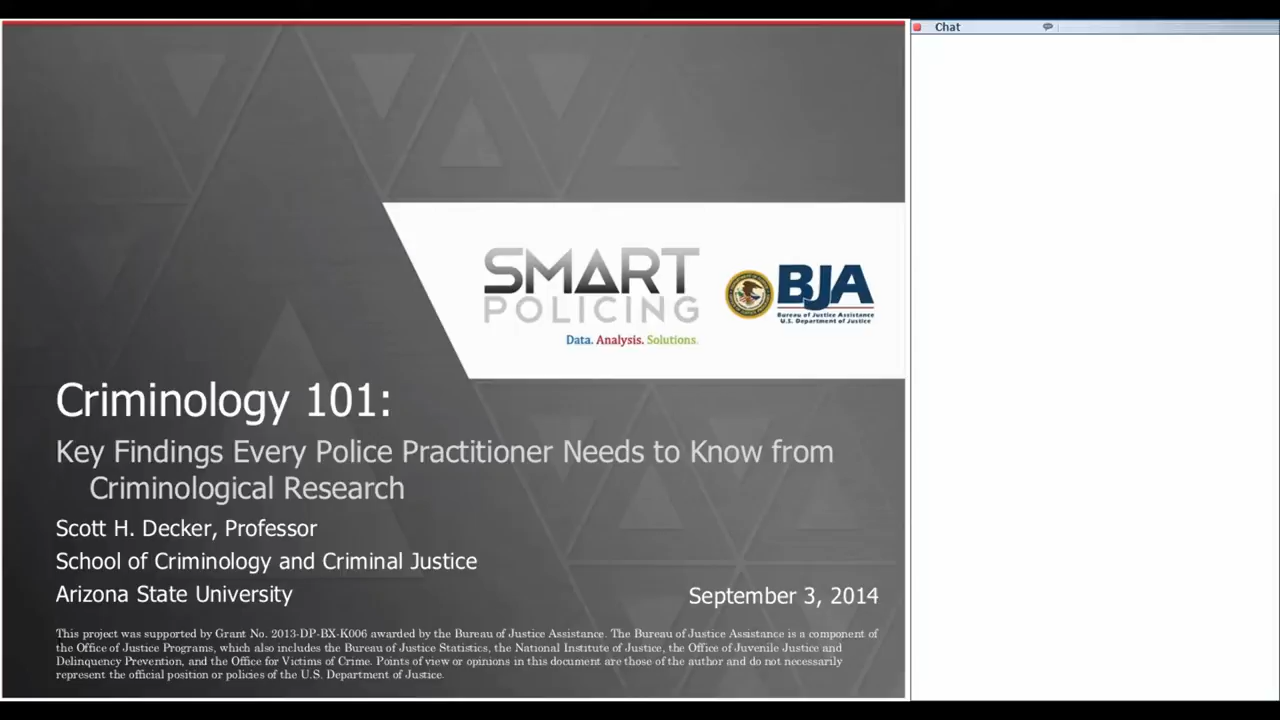 Chat
SMART
POLICING
Data. Analysis. Solutions.
BJA
Bureau of Justice Assistance
U.S. Department of Justice
Criminology 101:
Key Findings Every Police Practitioner Needs to Know from
Criminological Research
Scott H. Decker, Professor
School of Criminology and Criminal Justice
Arizona State University
September 3, 2014
This project was supported by Grant No. 2013-DP-BX-K006 awarded by the Bureau of Justice Assistance. The Bureau of Justice Assistance is a component of
the Office of Justice Programs, which also includes the Bureau of Justice Statistics, the National Institute of Justice, the Office of Juvenile Justice and
Delinquency Prevention, and the Office for Victims of Crime. Points of view or opinions in this document are those of the author and do not necessarily
represent the official position or policies of the U.S. Department of Justice.